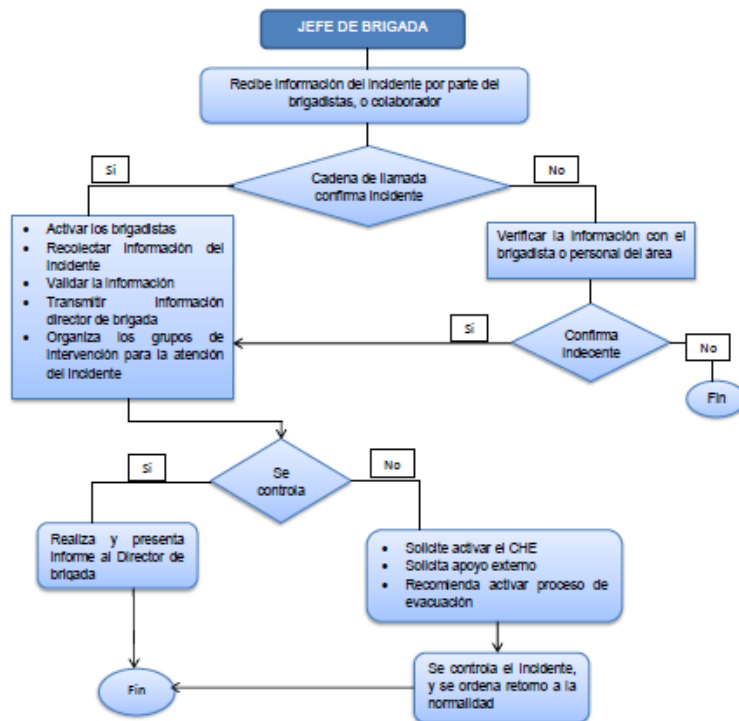 JEFE DE BRIGADA
Recibe información del incidente por parte del
brigadistas, o colaborador
Si
Cadena de llamada
confirma incidente
No
• Activar los brigadistas
• Recolectar información del
incidente
• Validar la información
• Transmitir información
director de brigada
• Organiza los grupos de
intervención para la atención
del incidente
Verificar la información con el
brigadista o personal del área
Si
Confirma
indecente
No
Fin
Si
Se
controla
No
Realiza y presenta
informe al Director de
brigada
• Solicite activar el CHE
• Solicita apoyo externo
• Recomienda activar proceso de
evacuación
Fin
Se controla el incidente,
y se ordena retorno a la
normalidad